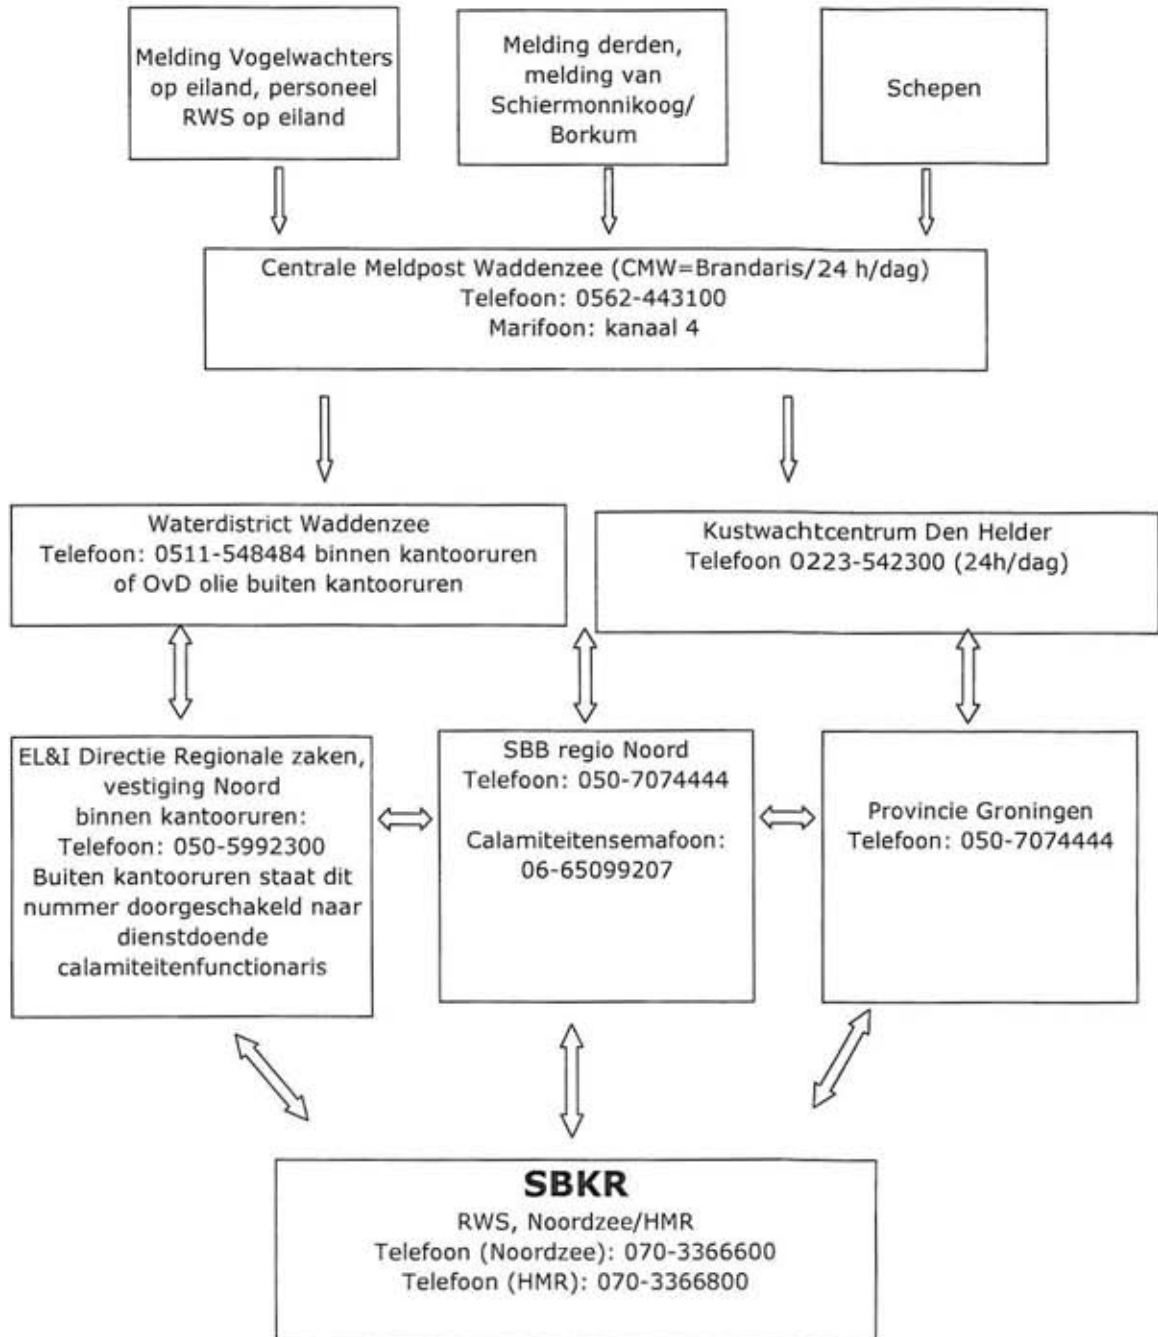 Melding Vogelwachters
op eiland, personeel
RWS op eiland
Melding derden,
melding van
Schiermonnikoog/
Borkum
Schepen
Centrale Meldpost Waddenzee (CMW=Brandaris/24 h/dag)
Telefoon: 0562-443100
Marifoon: kanaal 4
Waterdistrict Waddenzee
Telefoon: 0511-548484 binnen kantooruren
of OvD olie buiten kantooruren
Kustwachtcentrum Den Helder
Telefoon 0223-542300 (24h/dag)
EL&I Directie Regionale zaken,
vestiging Noord
binnen kantooruren:
Telefoon: 050-5992300
Buiten kantooruren staat dit
nummer doorgeschakeld naar
dienstdoende
calamiteitenfunctionaris
SBB regio Noord
Telefoon: 050-7074444
Calamiteitensemafoon:
06-65099207
Provincie Groningen
Telefoon: 050-7074444
SBKR
RWS, Noordzee/HMR
Telefoon (Noordzee): 070-3366600
Telefoon (HMR): 070-3366800